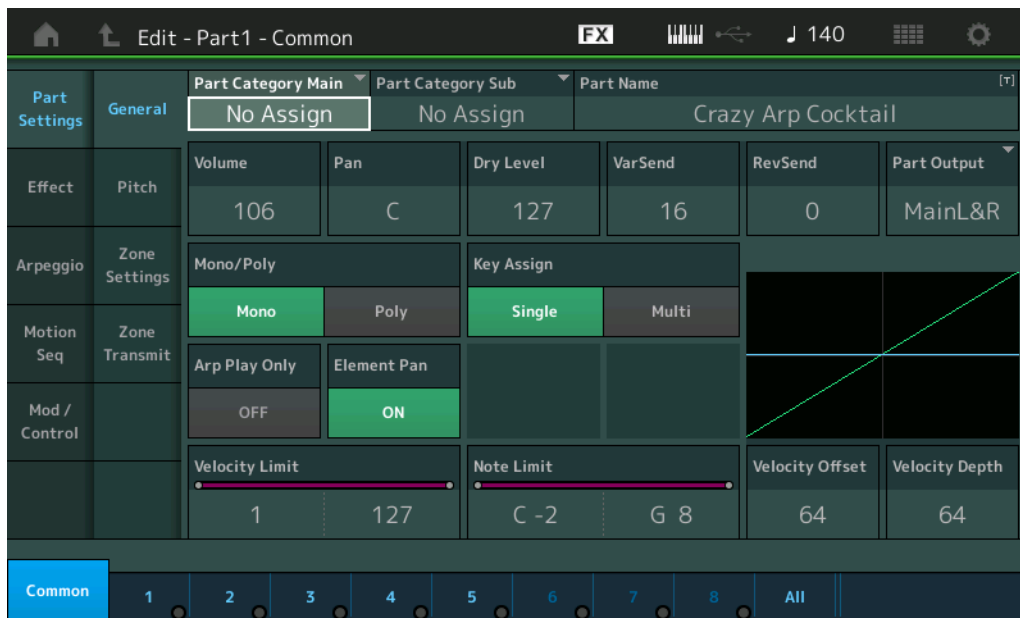 Edit - Part1 - Common
FX
♩ 140
Part Settings
General
Part Category Main
No Assign
Part Category Sub
No Assign
Part Name
[T]
Crazy Arp Cocktail
Effect
Pitch
Volume
106
Pan
C
Dry Level
127
VarSend
16
RevSend
0
Part Output
MainL&R
Arpeggio
Zone Settings
Mono/Poly
Mono
Poly
Key Assign
Single
Multi
Motion Seq
Zone Transmit
Arp Play Only
OFF
Element Pan
ON
Mod / Control
Velocity Limit
1
127
Note Limit
C -2
G 8
Velocity Offset
64
Velocity Depth
64
Common
1
2
3
4
5
6
7
8
All